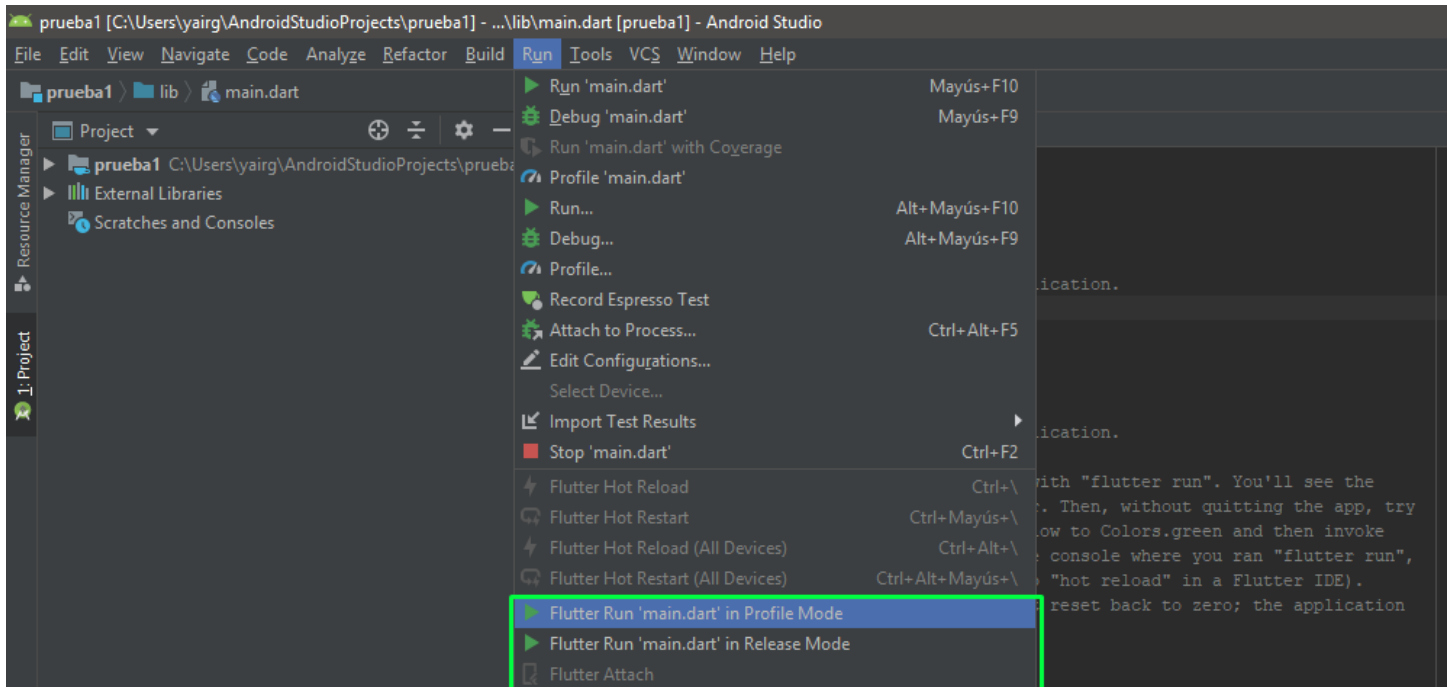 prueba1 [C:\Users\yairg\AndroidStudioProjects\prueba1] - ...\lib\main.dart [prueba1] - Android Studio
File Edit View Navigate Code Analyze Refactor Build Run Tools VCS Window Help
prueba1 lib main.dart
Project
prueba1 C:\Users\yairg\AndroidStudioProjects\prueba
External Libraries
Scratches and Consoles
Resource Manager
1: Project
Run 'main.dart' Mayús+F10
Debug 'main.dart' Mayús+F9
Run 'main.dart' with Coverage
Profile 'main.dart'
Run... Alt+Mayús+F10
Debug... Alt+Mayús+F9
Profile...
Record Espresso Test
Attach to Process... Ctrl+Alt+F5
Edit Configurations...
Select Device...
Import Test Results
Stop 'main.dart' Ctrl+F2
Flutter Hot Reload Ctrl+\
Flutter Hot Restart Ctrl+Mayús+\
Flutter Hot Reload (All Devices) Ctrl+Alt+\
Flutter Hot Restart (All Devices) Ctrl+Alt+Mayús+\
Flutter Run 'main.dart' in Profile Mode
Flutter Run 'main.dart' in Release Mode
Flutter Attach
ication.
ication.
with "flutter run". You'll see the
. Then, without quitting the app, try
ow to Colors.green and then invoke
console where you ran "flutter run",
"hot reload" in a Flutter IDE).
reset back to zero; the application